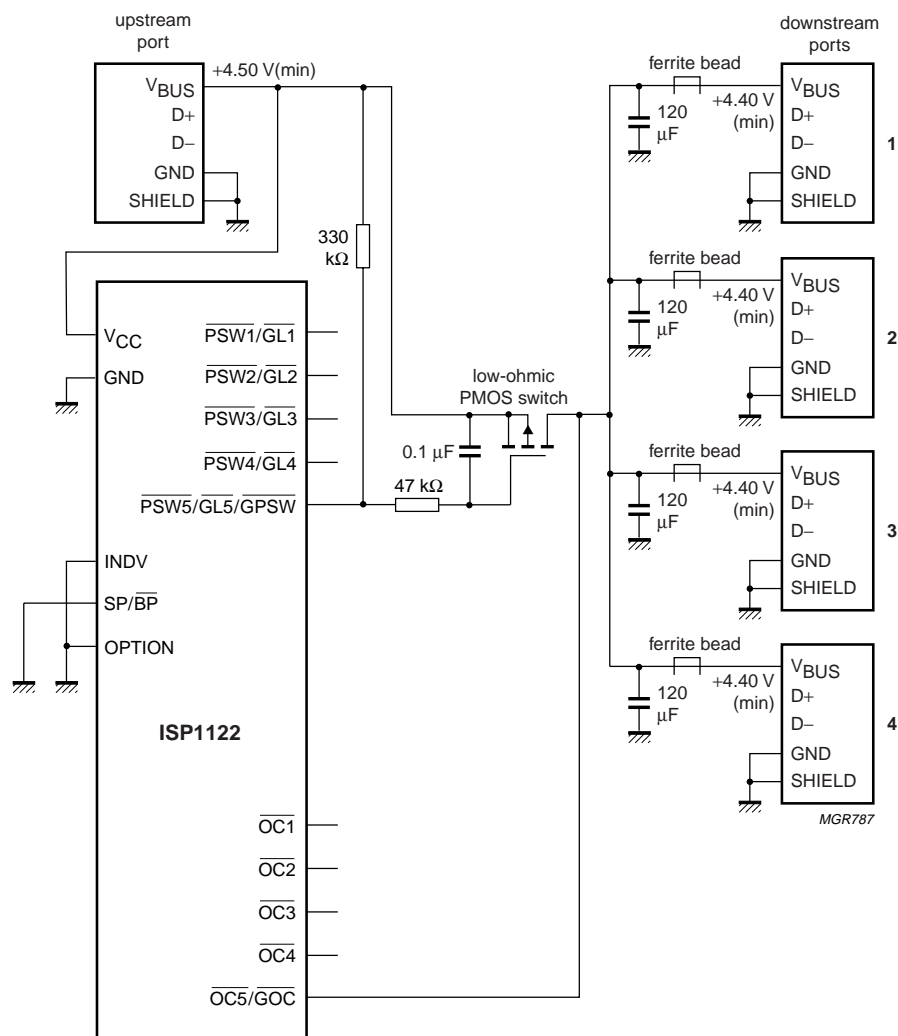 upstream
port
+4.50 V(min)
VBUS
D+
D−
GND
SHIELD
330
kΩ
VCC
GND
INDV
SP/BP
OPTION
ISP1122
PSW1/GL1
PSW2/GL2
PSW3/GL3
PSW4/GL4
PSW5/GL5/GPSW
OC1
OC2
OC3
OC4
OC5/GOC
47 kΩ
0.1 μF
low-ohmic
PMOS switch
downstream
ports
ferrite bead
120
μF
+4.40 V
(min)
VBUS
D+
D−
GND
SHIELD
1
ferrite bead
120
μF
+4.40 V
(min)
VBUS
D+
D−
GND
SHIELD
2
ferrite bead
120
μF
+4.40 V
(min)
VBUS
D+
D−
GND
SHIELD
3
ferrite bead
120
μF
+4.40 V
(min)
VBUS
D+
D−
GND
SHIELD
4
MGR787